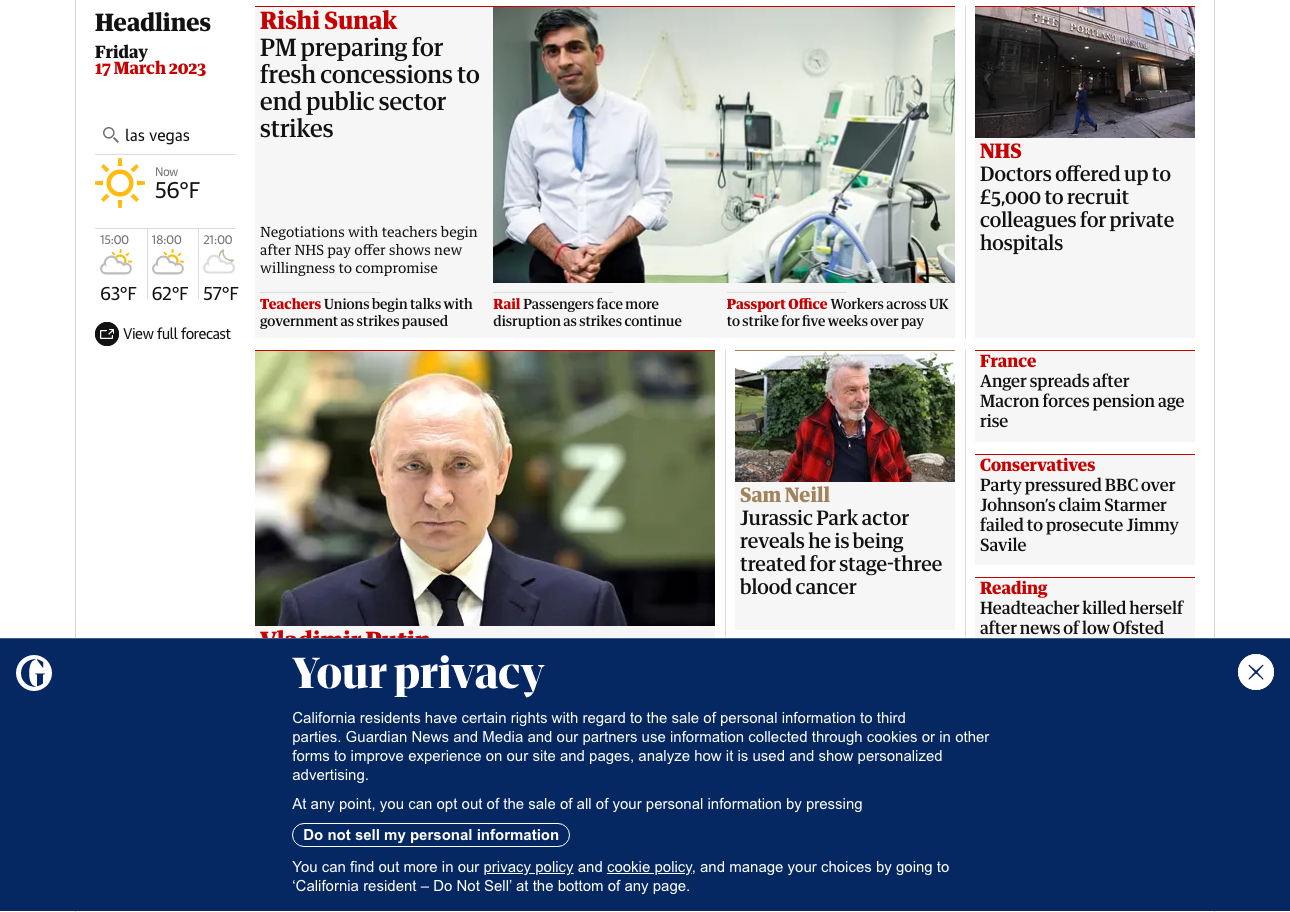 Headlines
Friday
17 March 2023
las vegas
Now
56°F
15:00
18:00
21:00
63°F
62°F
57°F
View full forecast
Rishi Sunak
PM preparing for
fresh concessions to
end public sector
strikes
Negotiations with teachers begin
after NHS pay offer shows new
willingness to compromise
Teachers Unions begin talks with
government as strikes paused
Rail Passengers face more
disruption as strikes continue
Passport Office Workers across UK
to strike for five weeks over pay
THE PORTLAND HOSPITAL
NHS
Doctors offered up to
£5,000 to recruit
colleagues for private
hospitals
Z
Vladimir Putin
Sam Neill
Jurassic Park actor
reveals he is being
treated for stage-three
blood cancer
France
Anger spreads after
Macron forces pension age
rise
Conservatives
Party pressured BBC over
Johnson's claim Starmer
failed to prosecute Jimmy
Savile
Reading
Headteacher killed herself
after news of low Ofsted
G
Your privacy
California residents have certain rights with regard to the sale of personal information to third
parties. Guardian News and Media and our partners use information collected through cookies or in other
forms to improve experience on our site and pages, analyze how it is used and show personalized
advertising.
At any point, you can opt out of the sale of all of your personal information by pressing
Do not sell my personal information
You can find out more in our privacy policy and cookie policy, and manage your choices by going to
‘California resident – Do Not Sell’ at the bottom of any page.